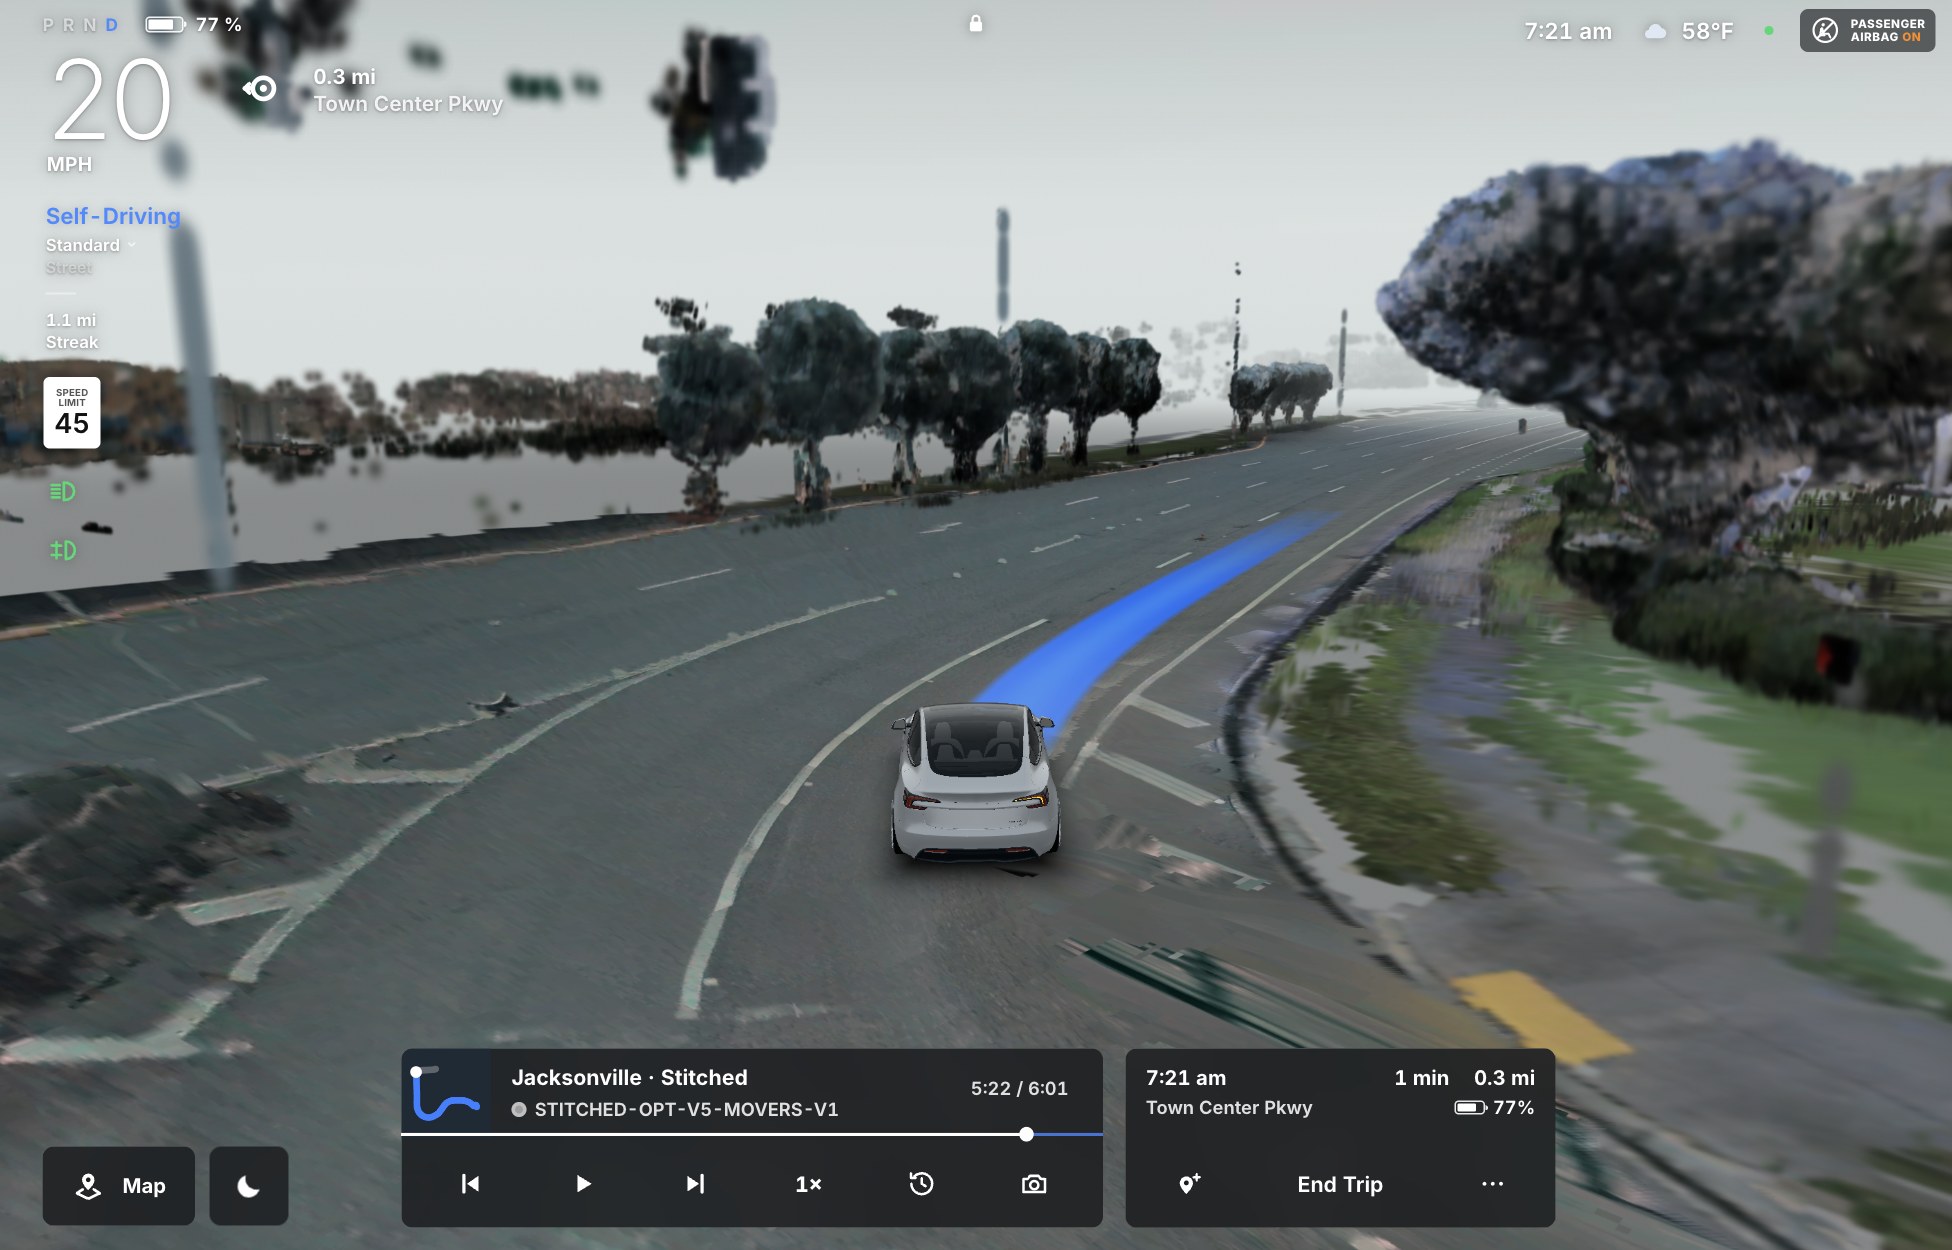 P R N D
77 %
7:21 am
58°F
PASSENGER
AIRBAG ON
20
MPH
0.3 mi
Town Center Pkwy
Self-Driving
Standard
Street
1.1 mi
Streak
SPEED
LIMIT
45
Jacksonville · Stitched
5:22 / 6:01
STITCHED-OPT-V5-MOVERS-V1
1×
7:21 am
1 min
0.3 mi
Town Center Pkwy
77%
End Trip
Map